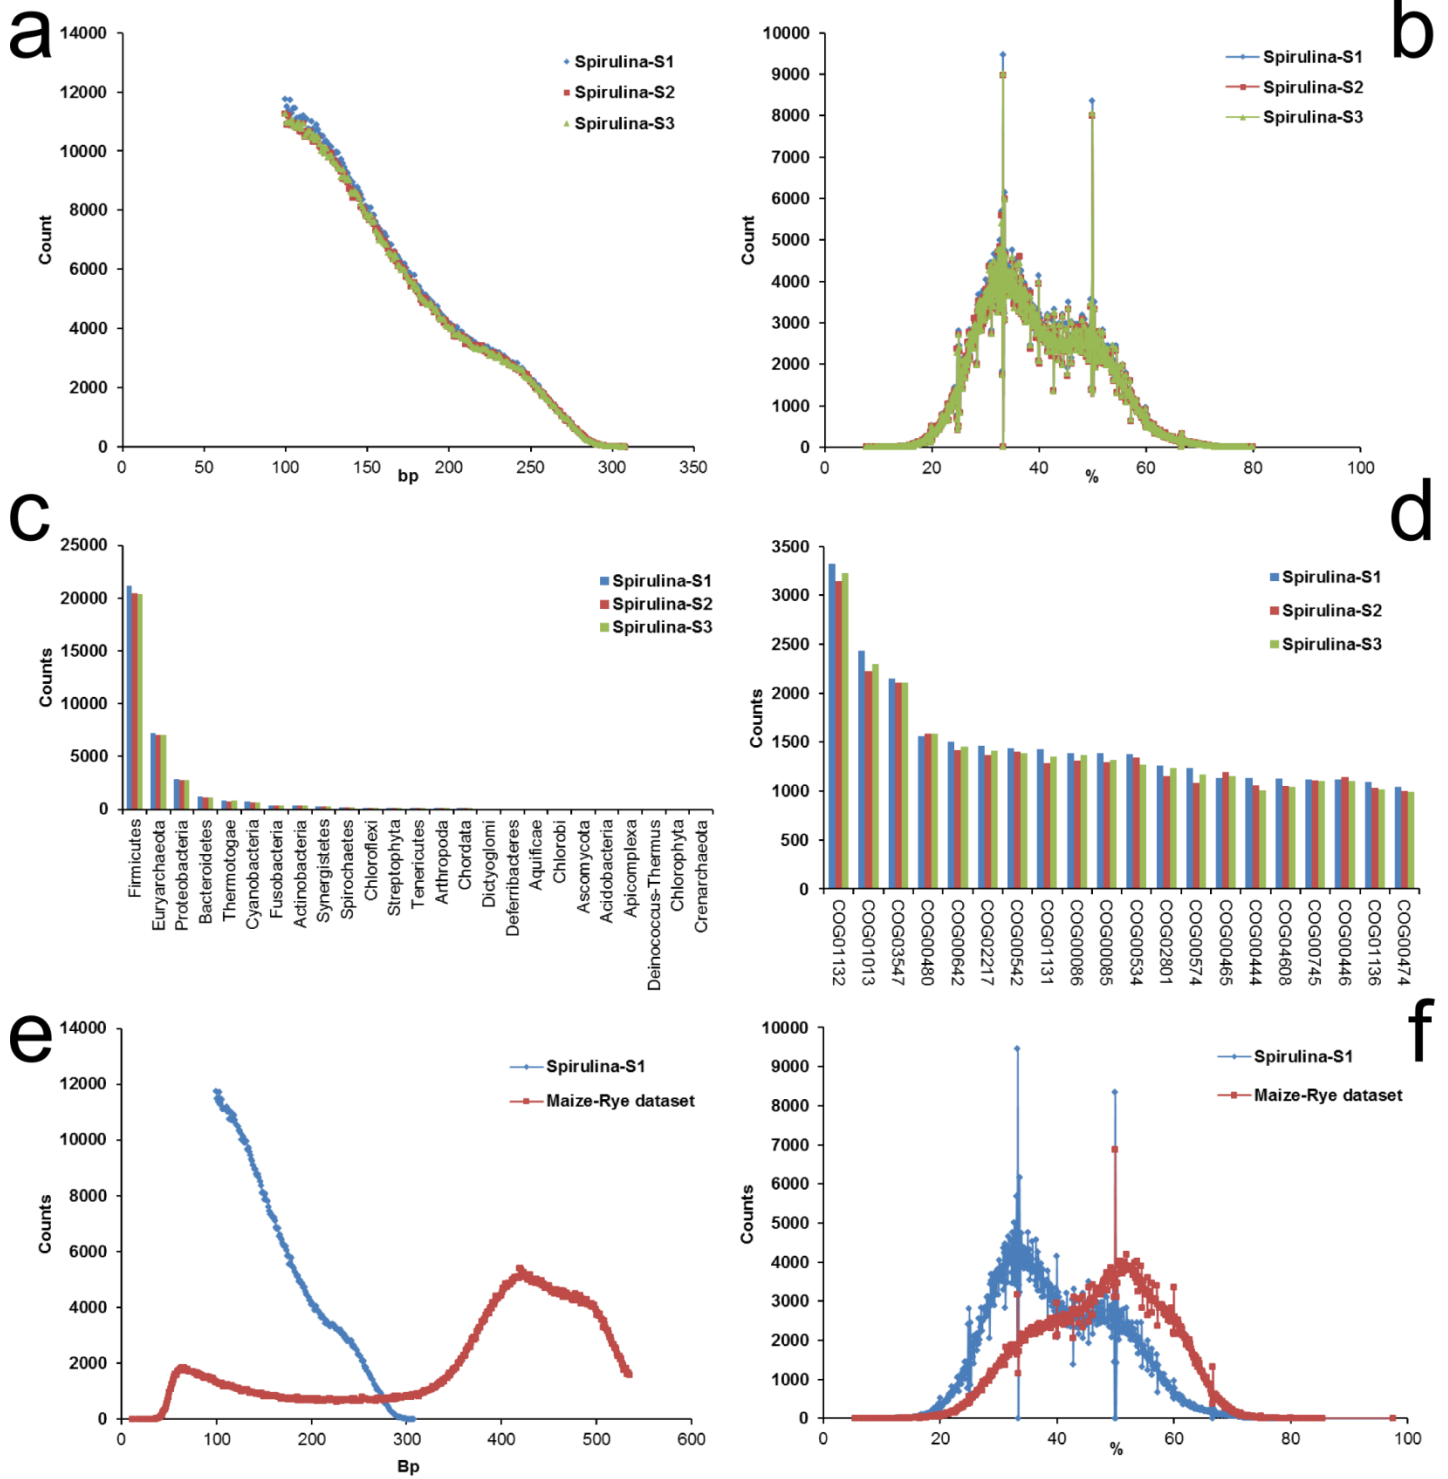 a
14000
12000
10000
8000
6000
4000
2000
0
Count
0 50 100 150 200 250 300 350
bp
Spirulina-S1
Spirulina-S2
Spirulina-S3
b
10000
9000
8000
7000
6000
5000
4000
3000
2000
1000
0
Count
0 20 40 60 80 100
%
Spirulina-S1
Spirulina-S2
Spirulina-S3
c
25000
20000
15000
10000
5000
0
Counts
Spirulina-S1
Spirulina-S2
Spirulina-S3
Firmicutes
Euryarchaeota
Proteobacteria
Bacteroidetes
Thermotogae
Cyanobacteria
Fusobacteria
Actinobacteria
Synergistetes
Spirochaetes
Chloroflexi
Streptophyta
Tenericutes
Arthropoda
Chordata
Dictyoglomi
Deferribacteres
Aquificae
Chlorobi
Ascomycota
Acidobacteria
Apicomplexa
Deinococcus-Thermus
Chlorophyta
Crenarchaeota
d
3500
3000
2500
2000
1500
1000
500
0
Counts
Spirulina-S1
Spirulina-S2
Spirulina-S3
COG01132
COG01013
COG03547
COG00480
COG00642
COG02217
COG00542
COG01131
COG00086
COG00085
COG00534
COG02801
COG00574
COG00465
COG00444
COG04608
COG00745
COG00446
COG01136
COG00474
e
14000
12000
10000
8000
6000
4000
2000
0
Counts
0 100 200 300 400 500 600
Bp
Spirulina-S1
Maize-Rye dataset
f
10000
9000
8000
7000
6000
5000
4000
3000
2000
1000
0
Counts
0 20 40 60 80 100
%
Spirulina-S1
Maize-Rye dataset